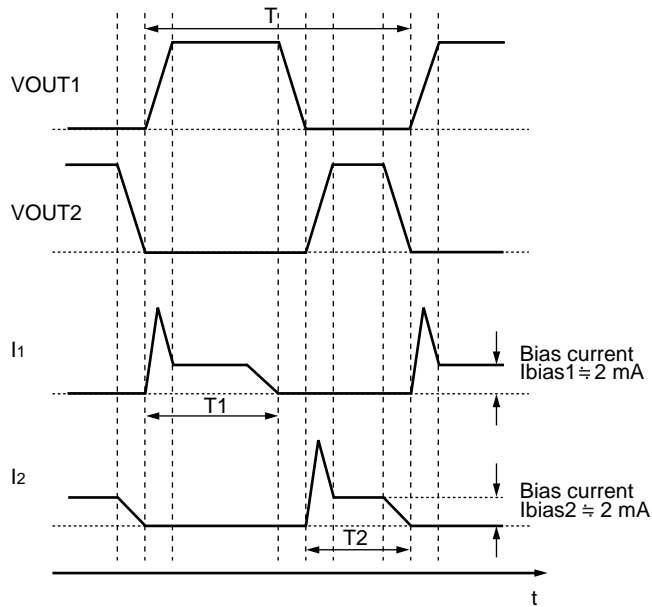 T
VOUT1
VOUT2
I1
Bias current
Ibias1≒2 mA
T1
I2
Bias current
Ibias2 ≒ 2 mA
T2
t